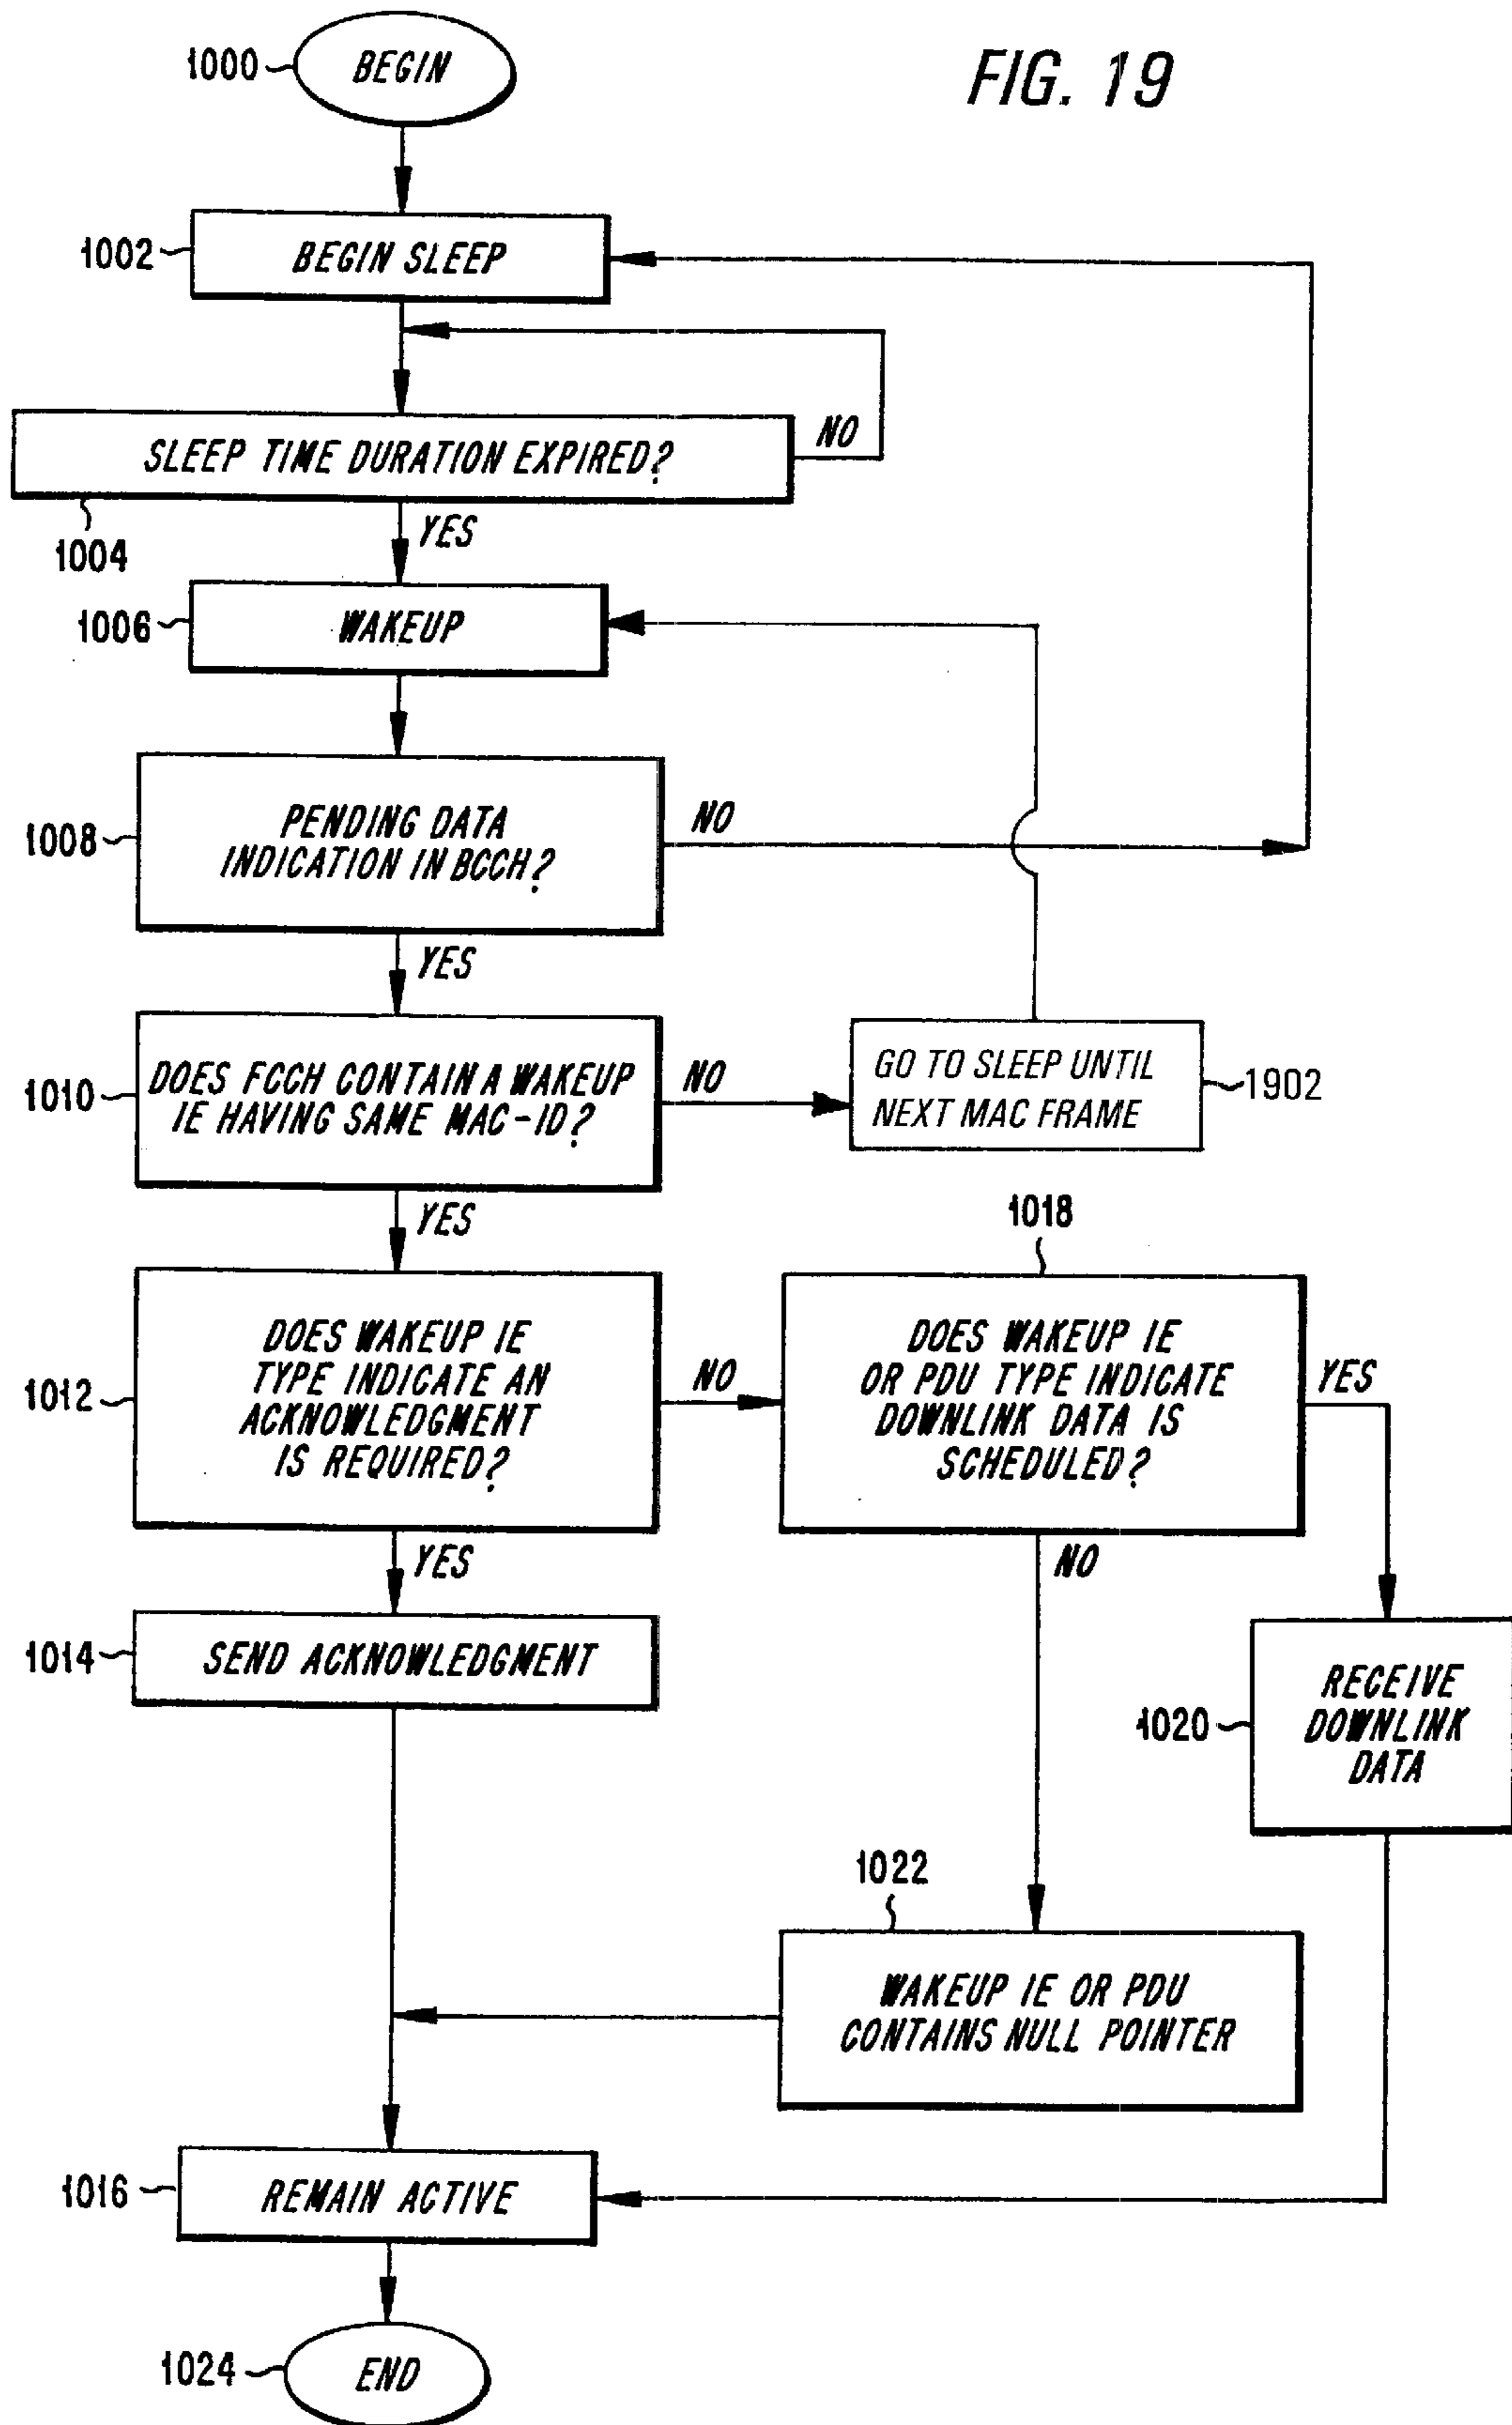 FIG. 19
1000
BEGIN
1002
BEGIN SLEEP
SLEEP TIME DURATION EXPIRED?
NO
1004
YES
1006
WAKEUP
1008
PENDING DATA
INDICATION IN BCCH?
NO
YES
1010
DOES FCCH CONTAIN A WAKEUP
IE HAVING SAME MAC-ID?
NO
GO TO SLEEP UNTIL
NEXT MAC FRAME
1902
YES
1012
DOES WAKEUP IE
TYPE INDICATE AN
ACKNOWLEDGMENT
IS REQUIRED?
NO
1018
DOES WAKEUP IE
OR PDU TYPE INDICATE
DOWNLINK DATA IS
SCHEDULED?
YES
YES
NO
1014
SEND ACKNOWLEDGMENT
1020
RECEIVE
DOWNLINK
DATA
1022
WAKEUP IE OR PDU
CONTAINS NULL POINTER
1016
REMAIN ACTIVE
1024
END